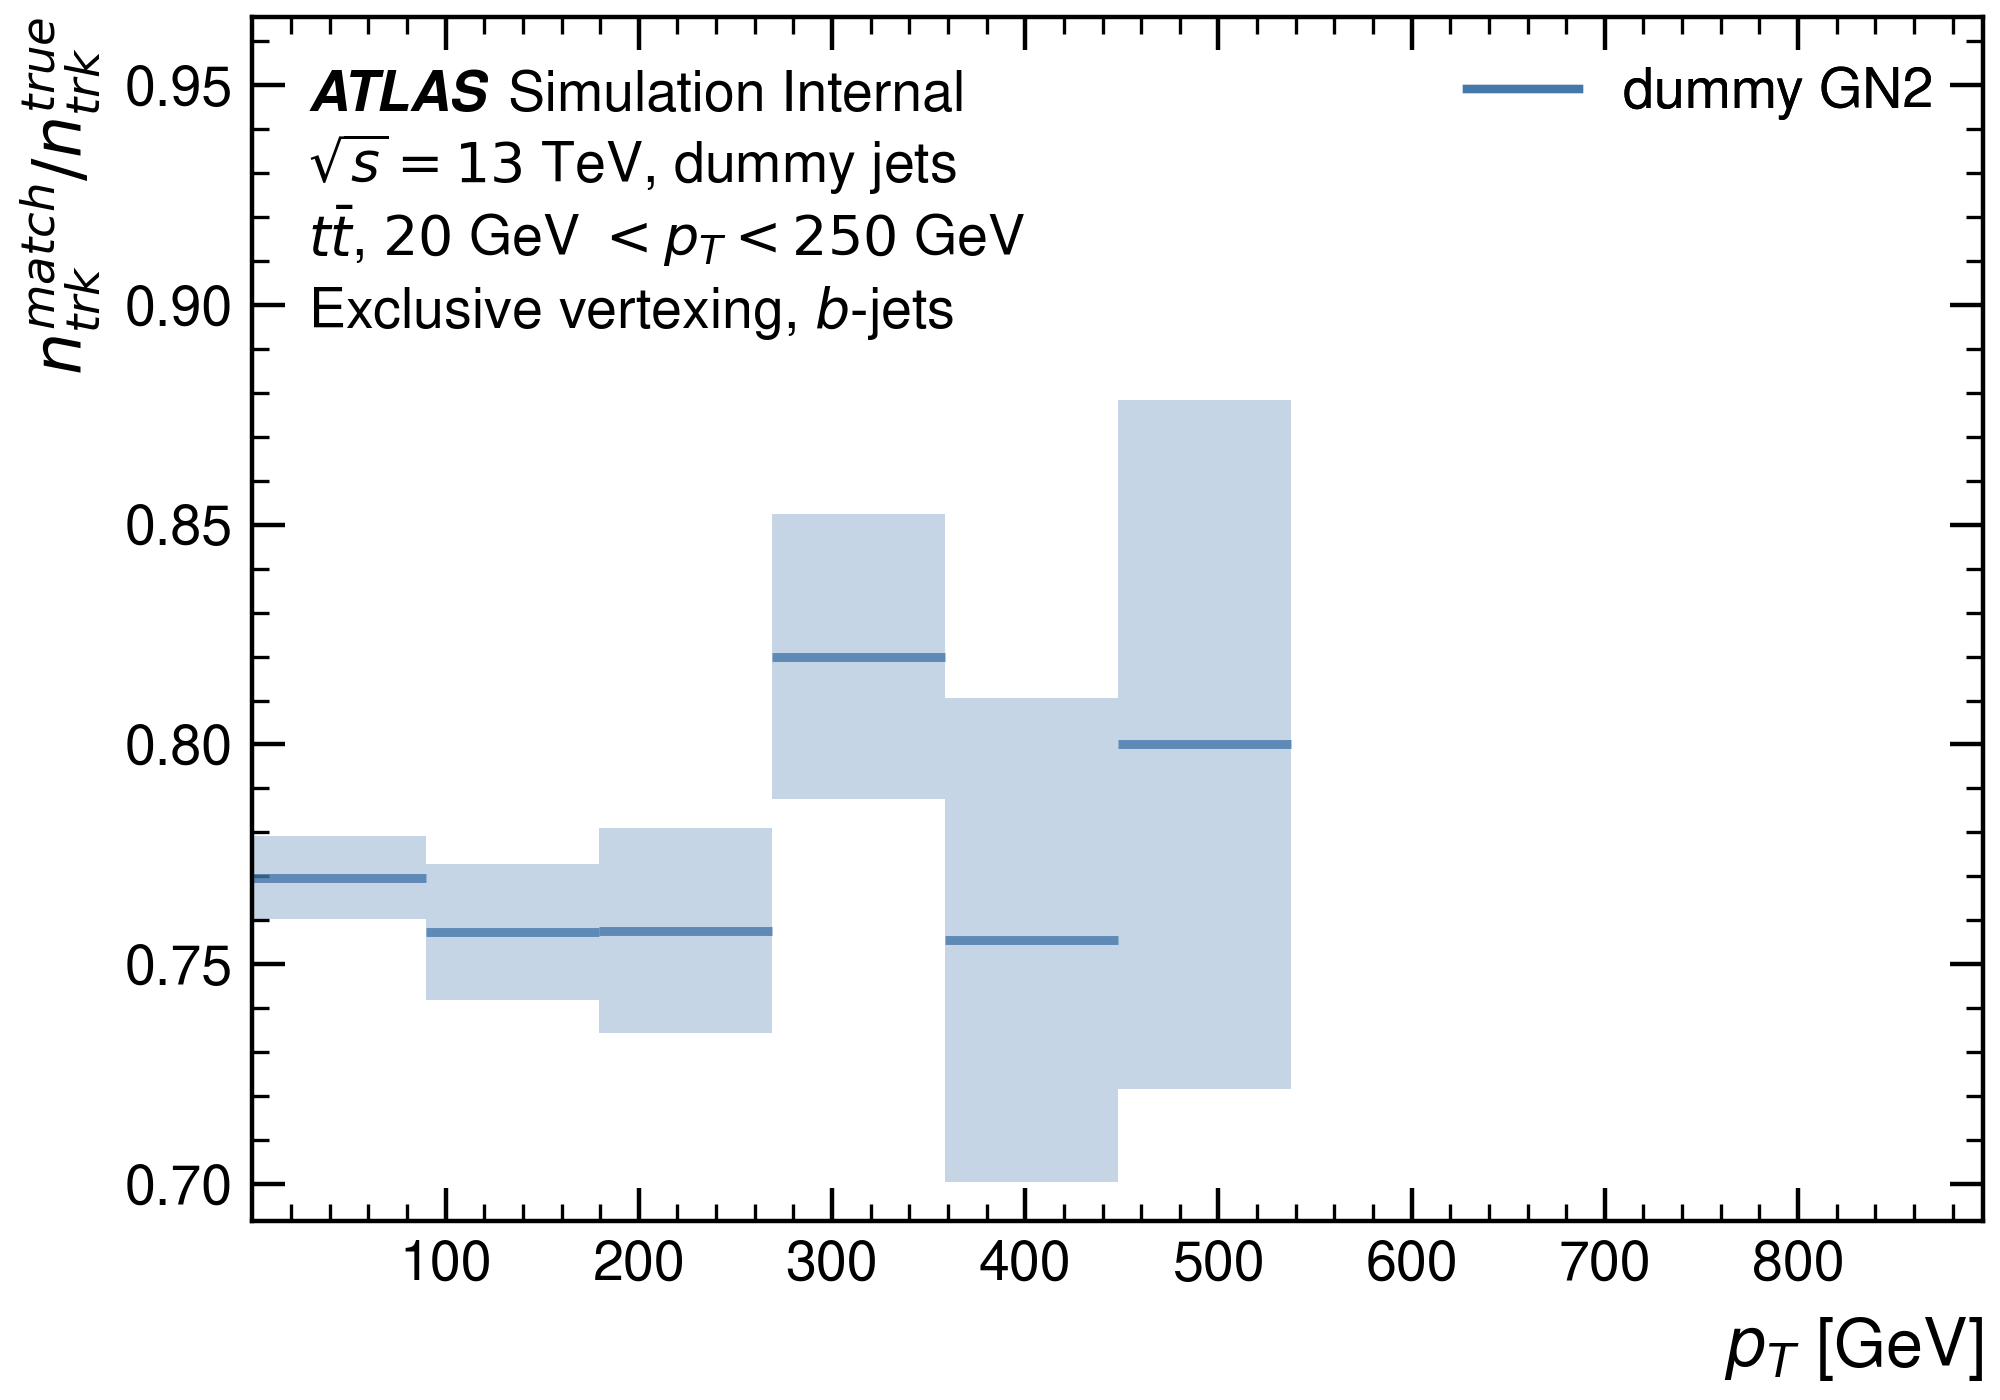 ATLAS Simulation Internal
√s = 13 TeV, dummy jets
tt̄, 20 GeV < p_T < 250 GeV
Exclusive vertexing, b-jets
dummy GN2
n_trk^match/n_trk^true
0.95
0.90
0.85
0.80
0.75
0.70
100 200 300 400 500 600 700 800
p_T [GeV]